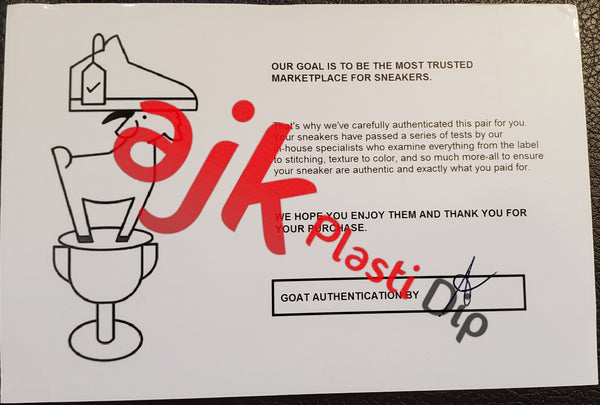 OUR GOAL IS TO BE THE MOST TRUSTED
MARKETPLACE FOR SNEAKERS.
That's why we've carefully authenticated this pair for you.
Your sneakers have passed a series of tests by our
in-house specialists who examine everything from the label
to stitching, texture to color, and so much more-all to ensure
your sneaker are authentic and exactly what you paid for.
WE HOPE YOU ENJOY THEM AND THANK YOU FOR
YOUR PURCHASE.
GOAT AUTHENTICATION BY
ajk
Plasti Dip